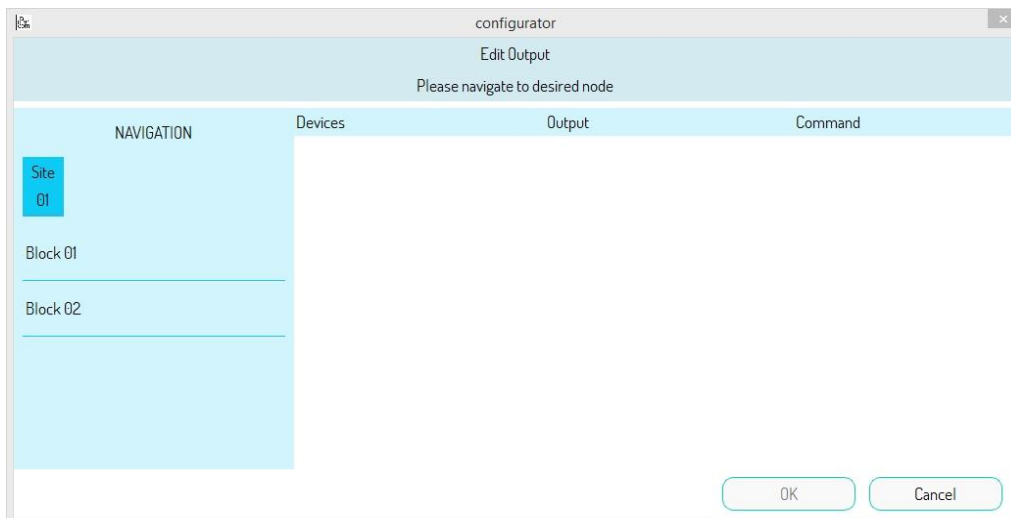 configurator
Edit Output
Please navigate to desired node
NAVIGATION
Devices Output Command
Site
01
Block 01
Block 02
OK Cancel